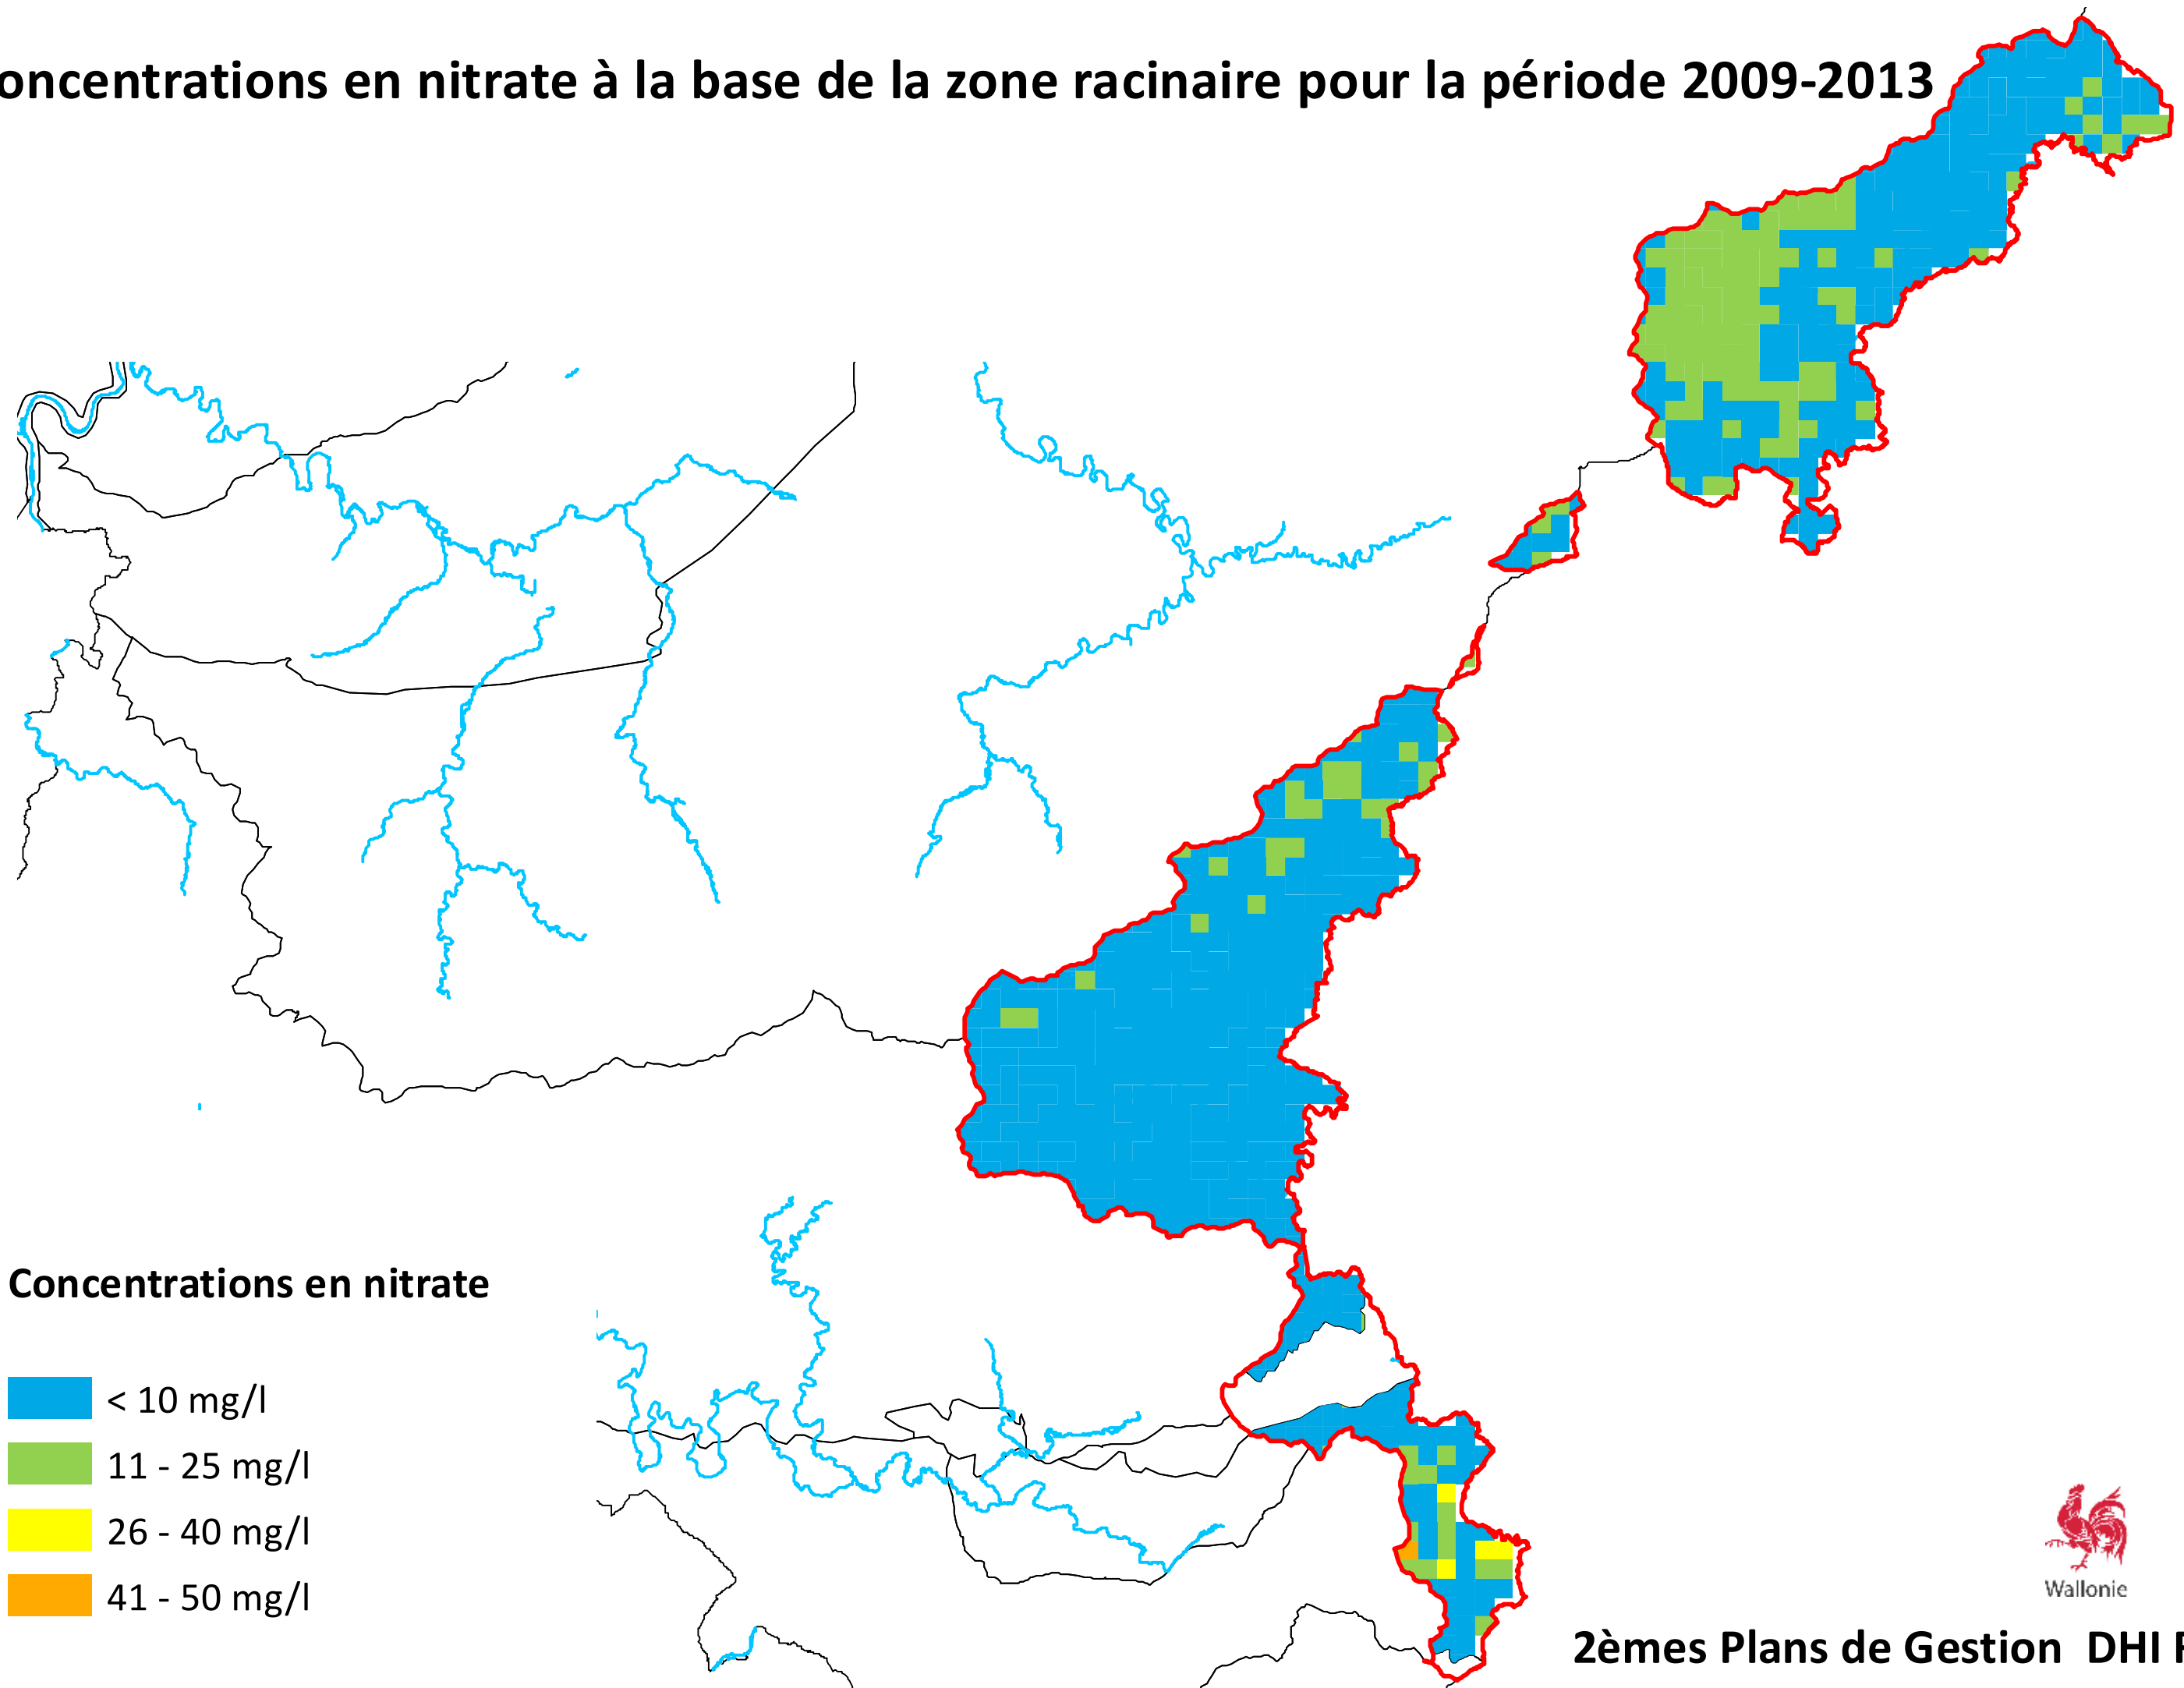 oncentrations en nitrate à la base de la zone racinaire pour la période 2009-2013
Concentrations en nitrate
< 10 mg/l
11 - 25 mg/l
26 - 40 mg/l
41 - 50 mg/l
Wallonie
2èmes Plans de Gestion DHI